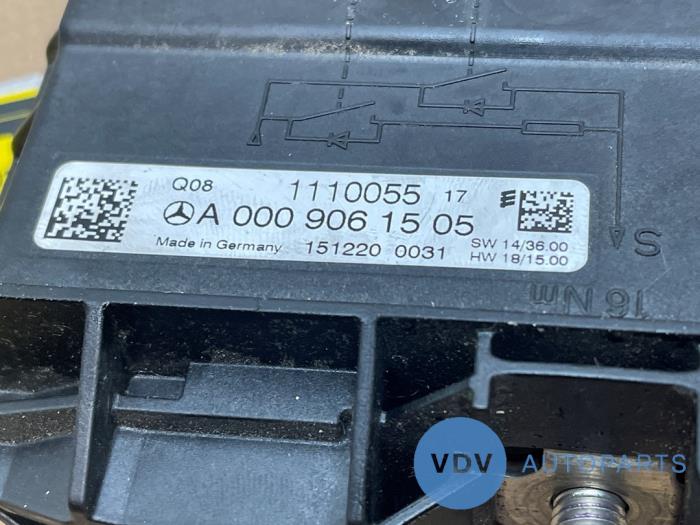 Q08 1110055 17
A 000 906 15 05
Made in Germany 151220 0031
SW 14/36.00
HW 18/15.00
S
16 Nm
VDV AUTOPARTS